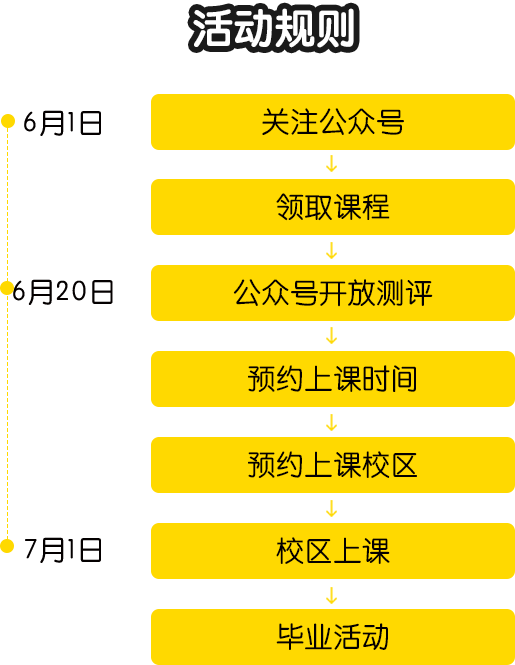 活动规则
6月1日
关注公众号
领取课程
6月20日
公众号开放测评
预约上课时间
预约上课校区
7月1日
校区上课
毕业活动